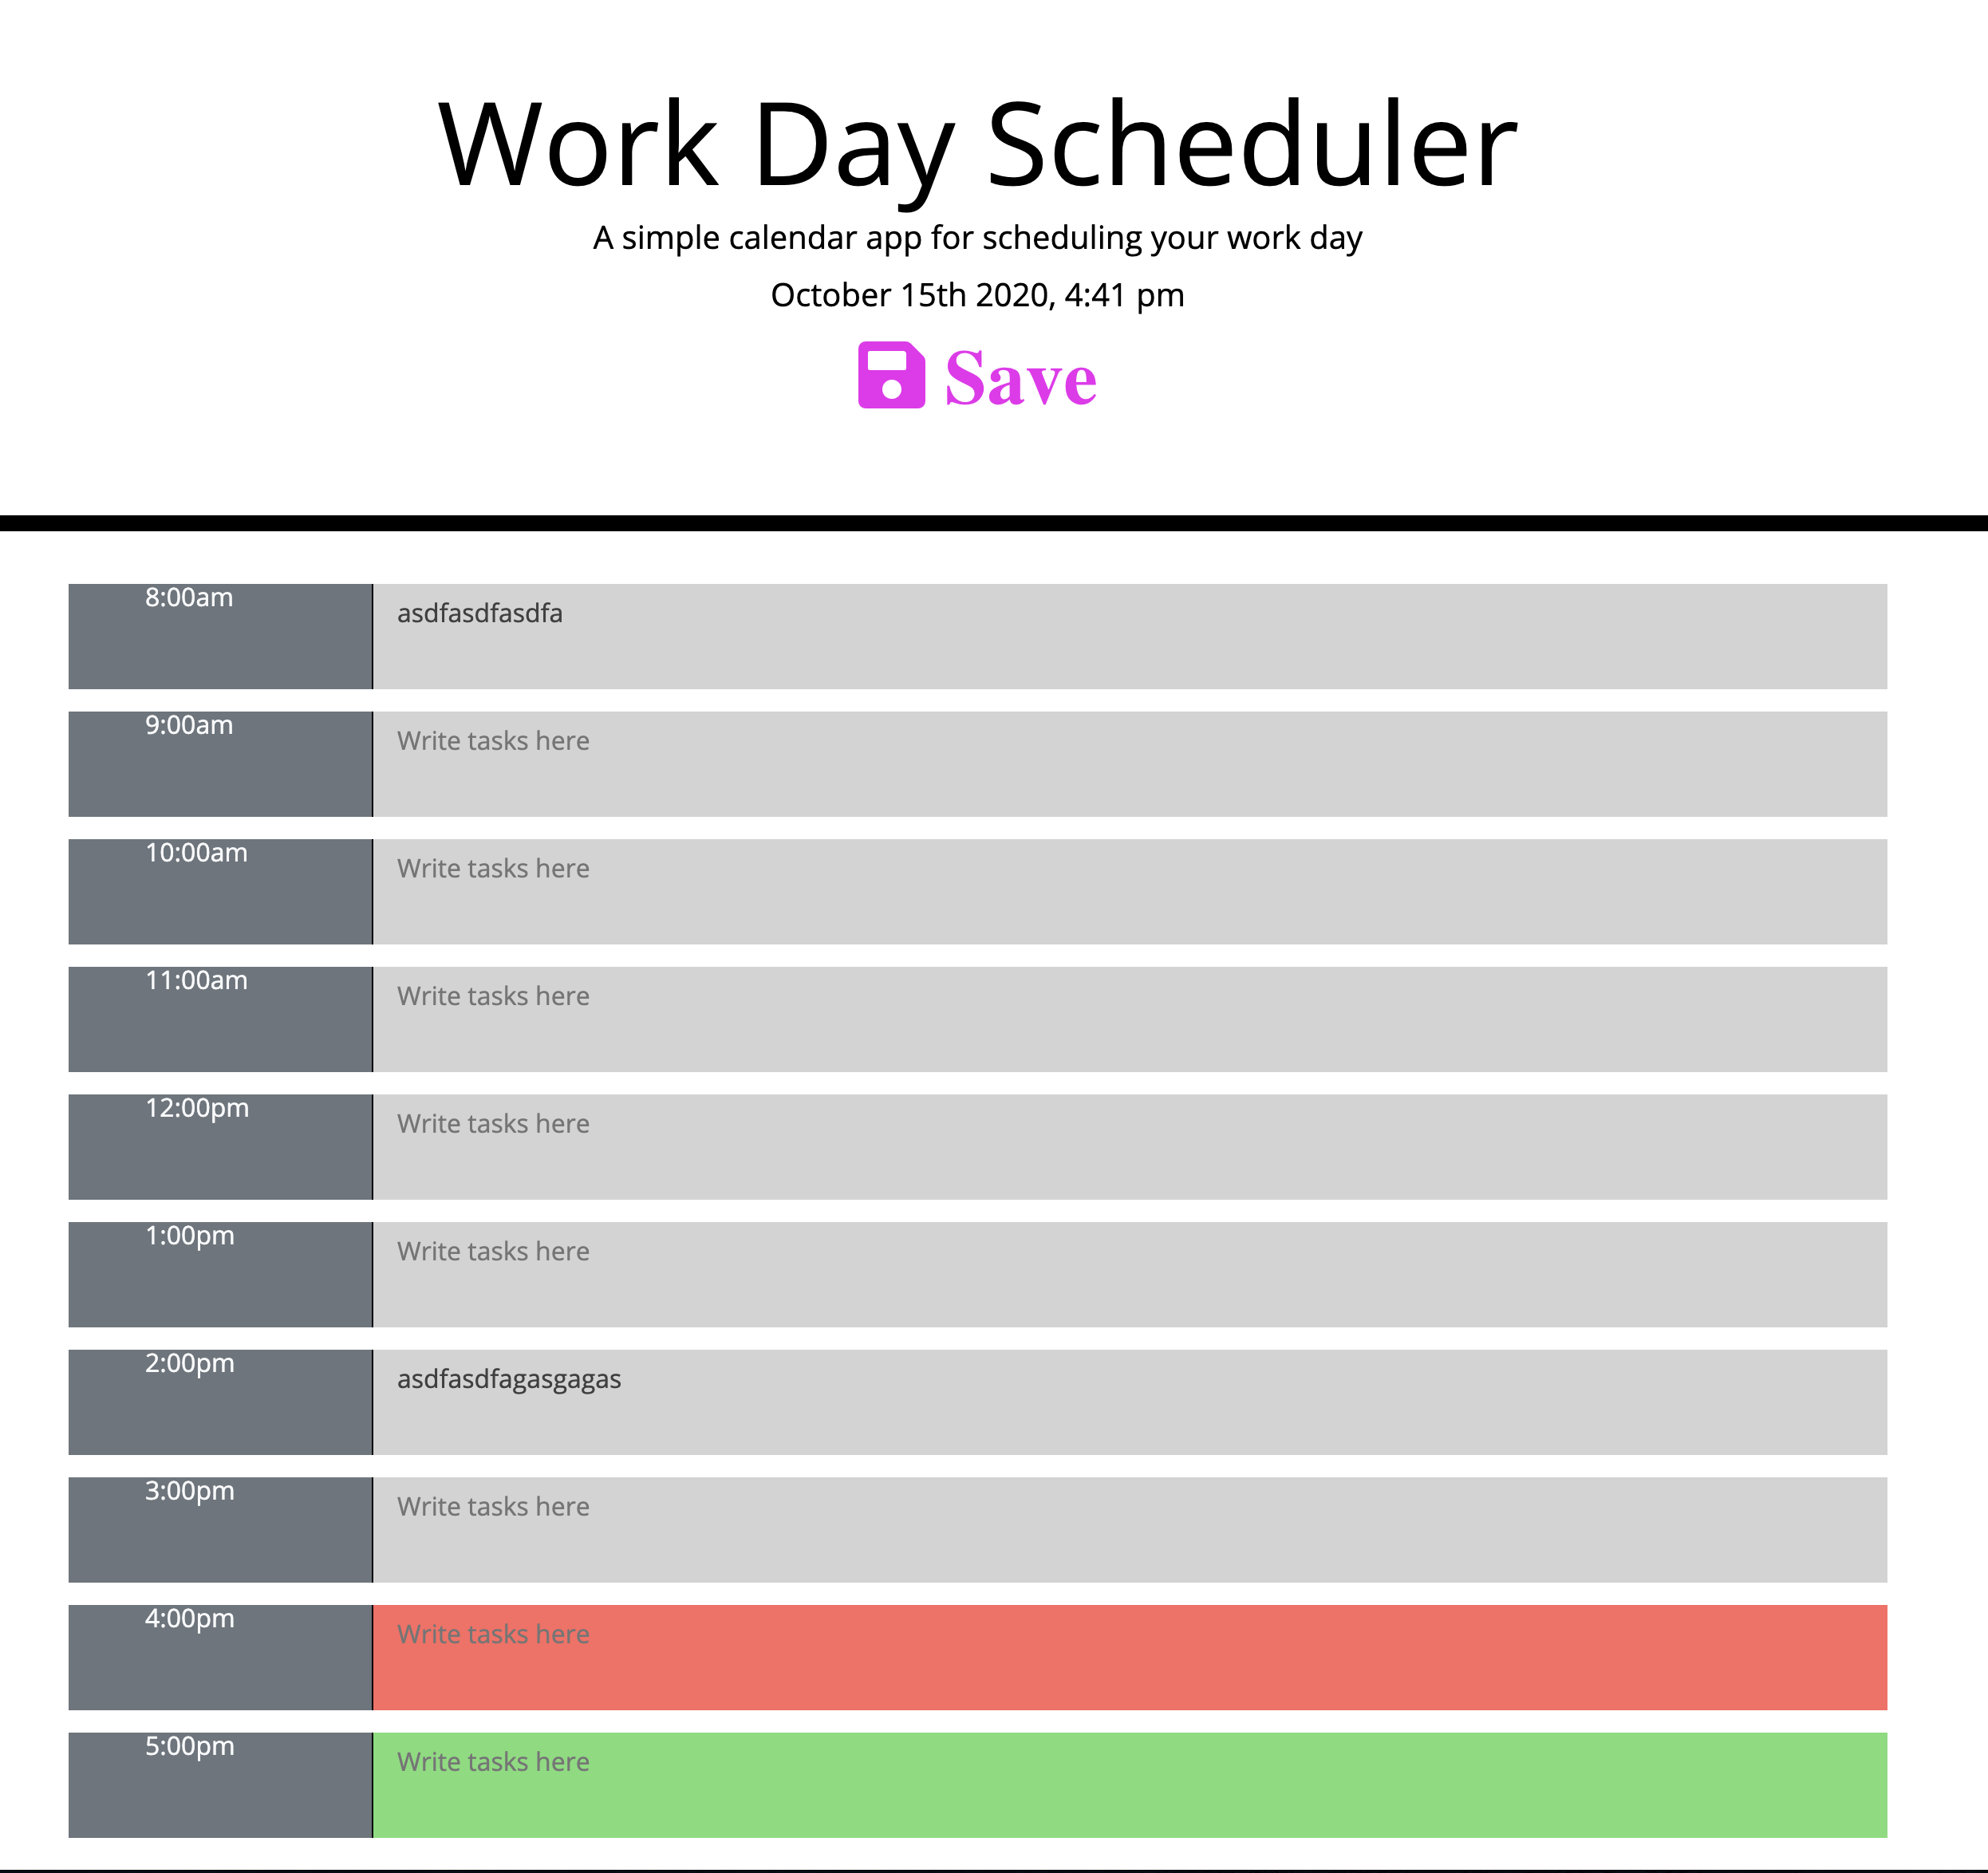 Work Day Scheduler
A simple calendar app for scheduling your work day
October 15th 2020, 4:41 pm
Save
8:00am
asdfasdfasdfa
9:00am
Write tasks here
10:00am
Write tasks here
11:00am
Write tasks here
12:00pm
Write tasks here
1:00pm
Write tasks here
2:00pm
asdfasdfagasgagas
3:00pm
Write tasks here
4:00pm
Write tasks here
5:00pm
Write tasks here